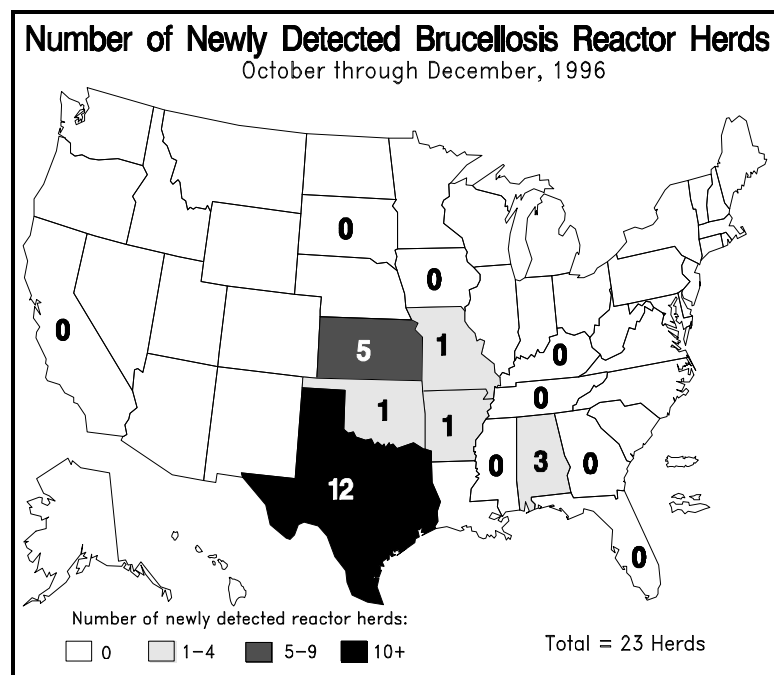 Number of Newly Detected Brucellosis Reactor Herds
October through December, 1996
0
0
0
5
1
0
1
0
1
0
3
0
12
0
Number of newly detected reactor herds:
0 1-4 5-9 10+
Total = 23 Herds